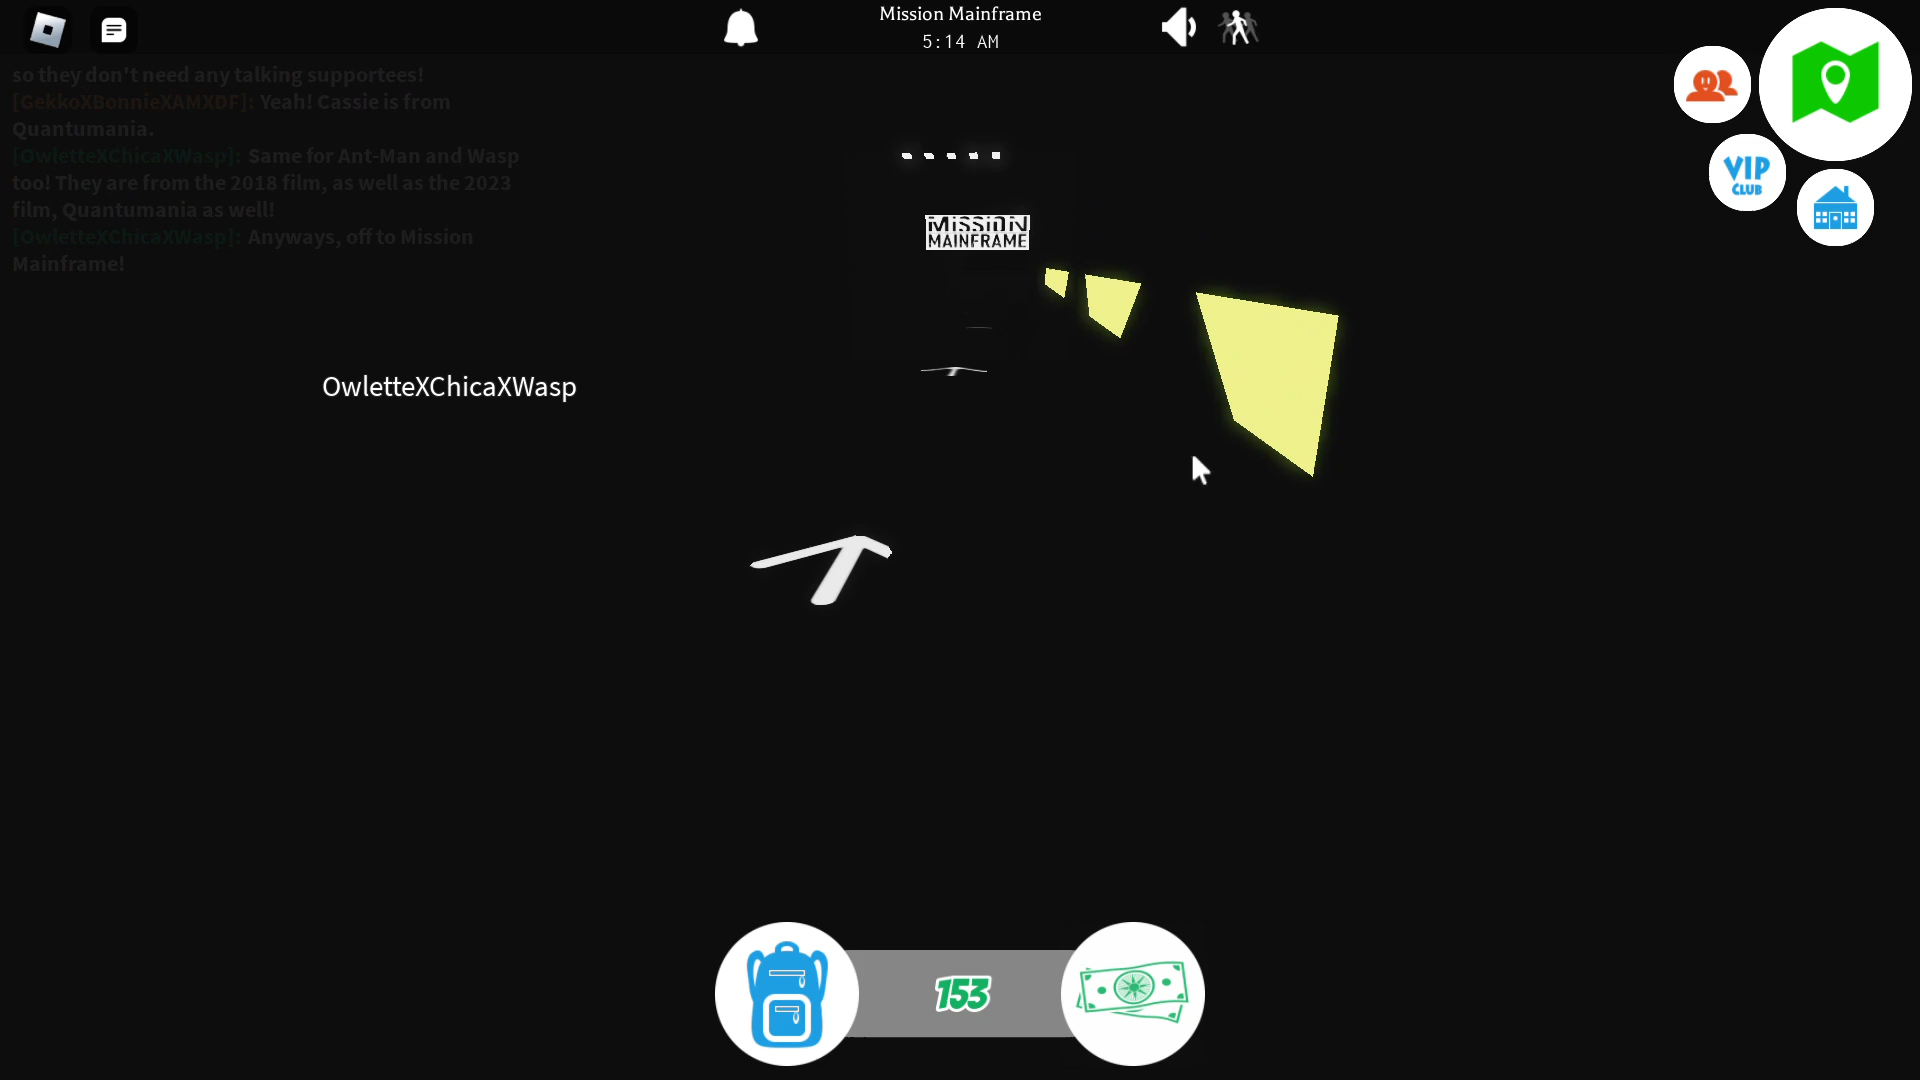 Mission Mainframe
5:14 AM
so they don't need any talking supportees!
[GekkoXBonnieXAMXDF]: Yeah! Cassie is from
Quantumania.
[OwletteXChicaXWasp]: Same for Ant-Man and Wasp
too! They are from the 2018 film, as well as the 2023
film, Quantumania as well!
[OwletteXChicaXWasp]: Anyways, off to Mission
Mainframe!
VIP
CLUB
MISSION
MAINFRAME
OwletteXChicaXWasp
153